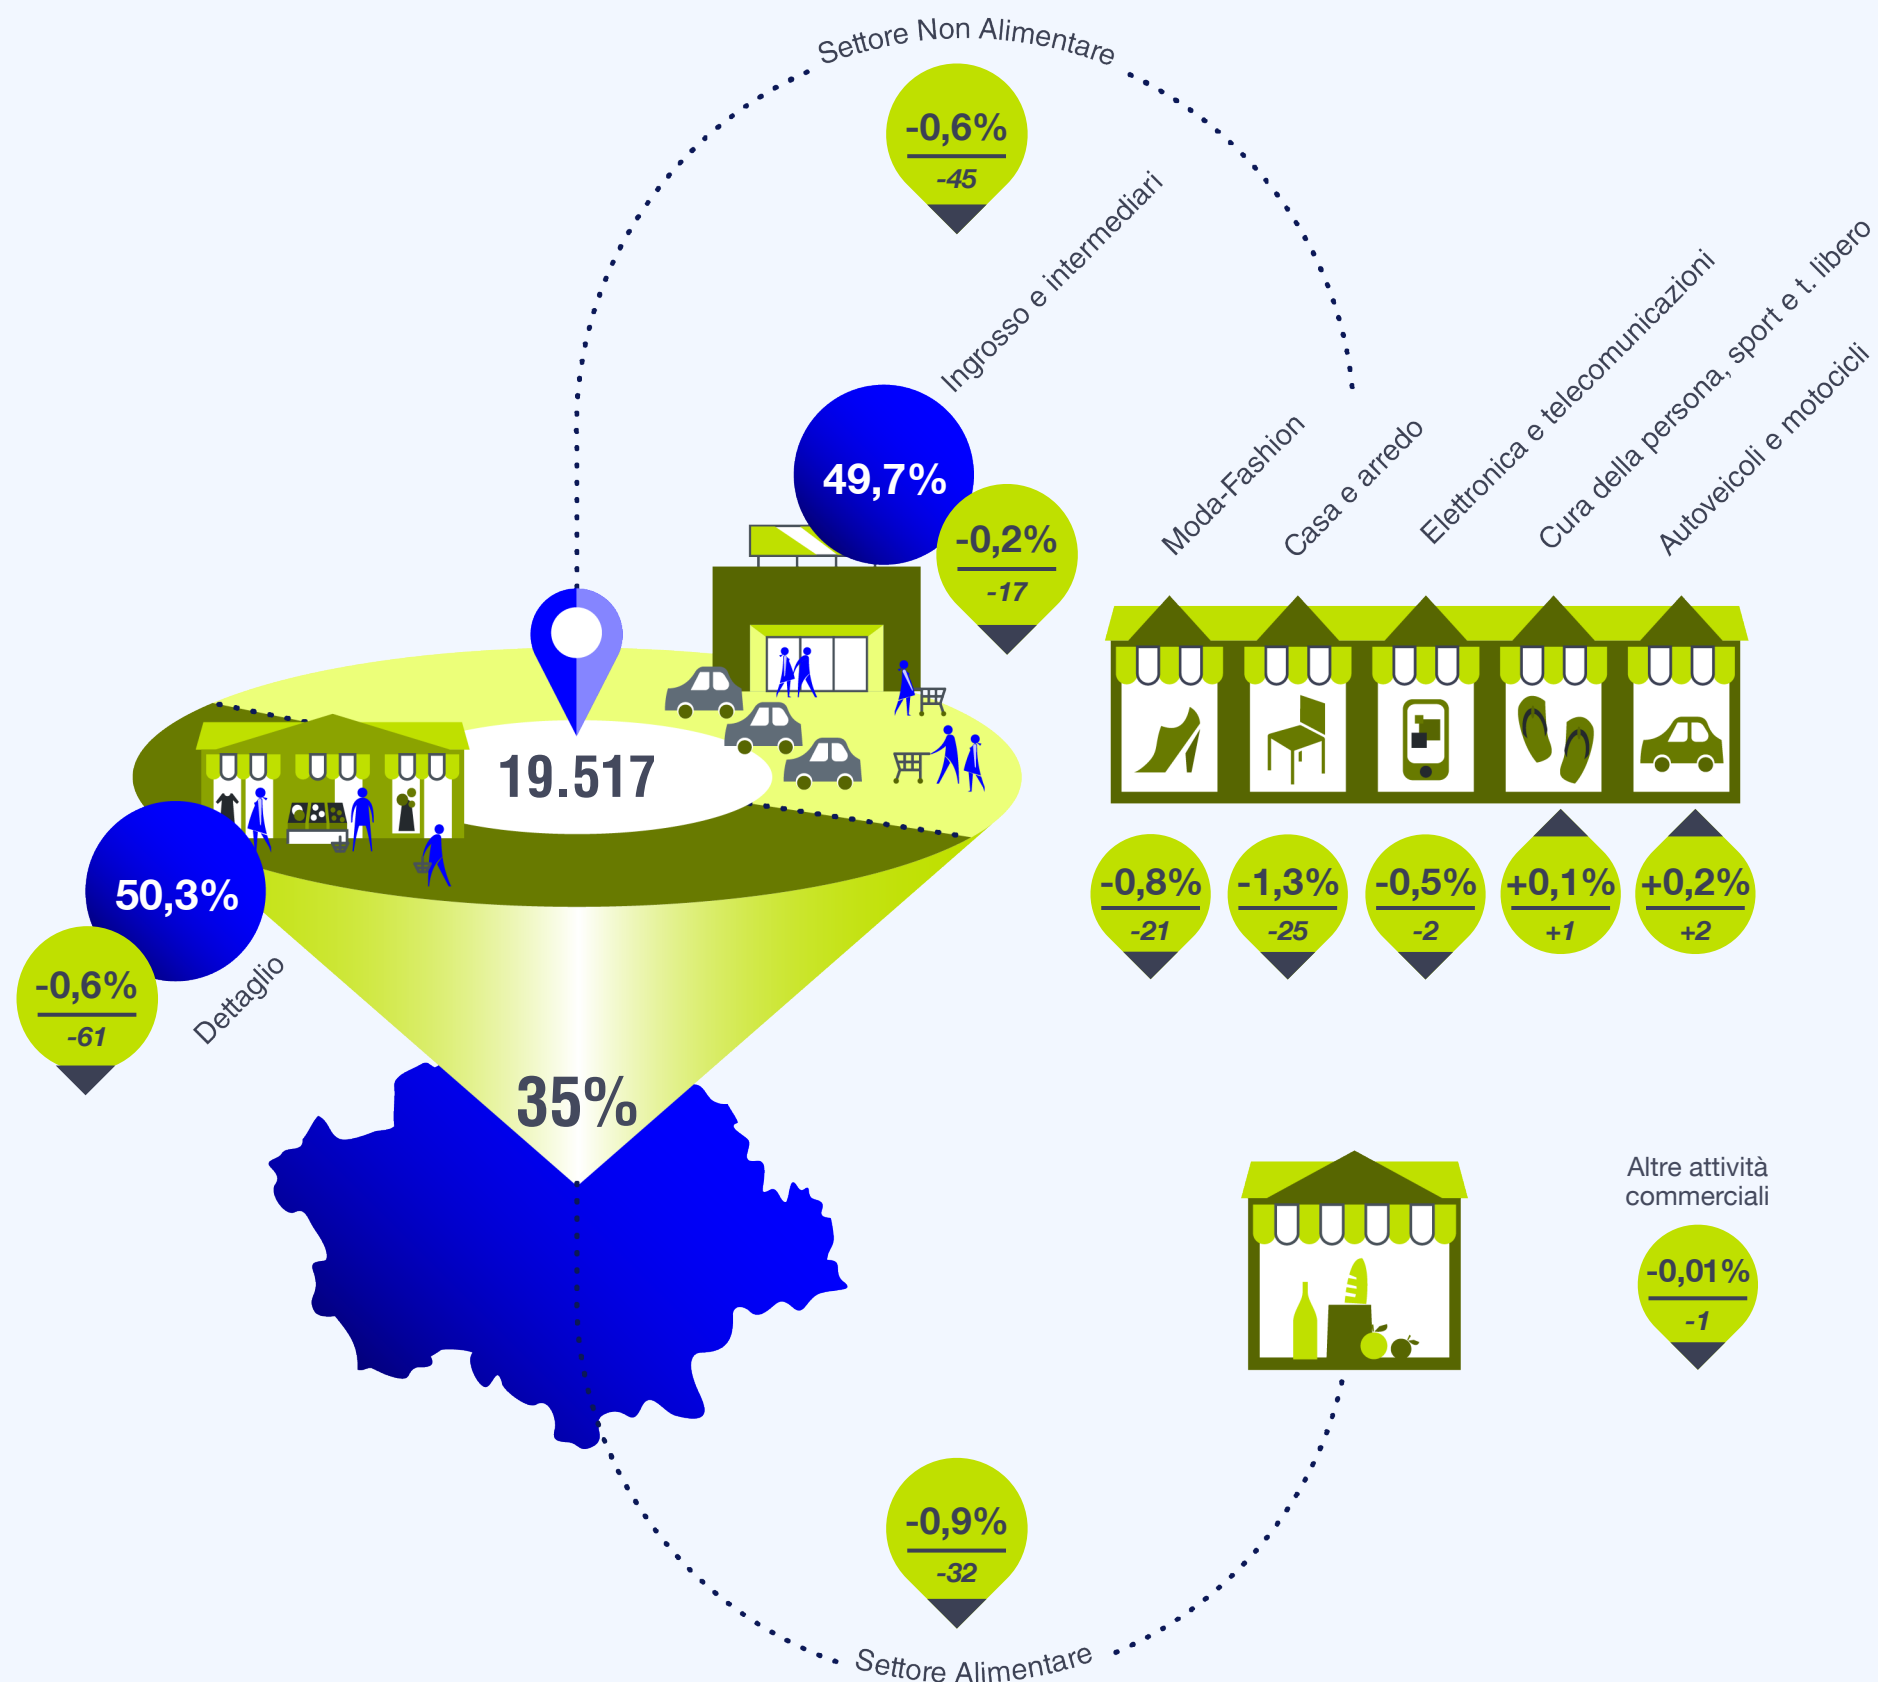 Settore Non Alimentare
-0,6%
-45
Ingrosso e intermediari
49,7%
-0,2%
-17
Moda-Fashion
Casa e arredo
Elettronica e telecomunicazioni
Cura della persona, sport e t. libero
Autoveicoli e motocicli
19.517
50,3%
-0,6%
-61
Dettaglio
-0,8%
-21
-1,3%
-25
-0,5%
-2
+0,1%
+1
+0,2%
+2
35%
Altre attività
commerciali
-0,01%
-1
-0,9%
-32
Settore Alimentare